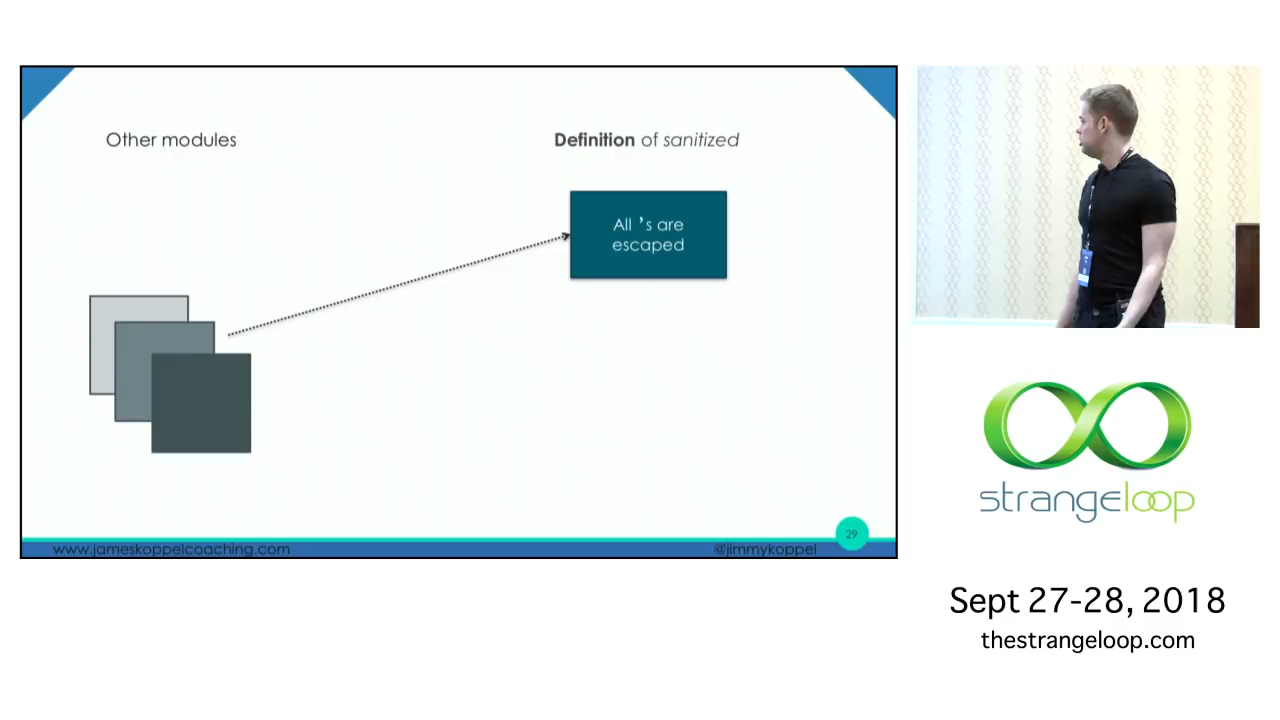 Other modules
Definition of sanitized
All ’s are
escaped
29
www.jameskoppelcoaching.com
@jimmykoppel
strangeloop
Sept 27-28, 2018
thestrangeloop.com